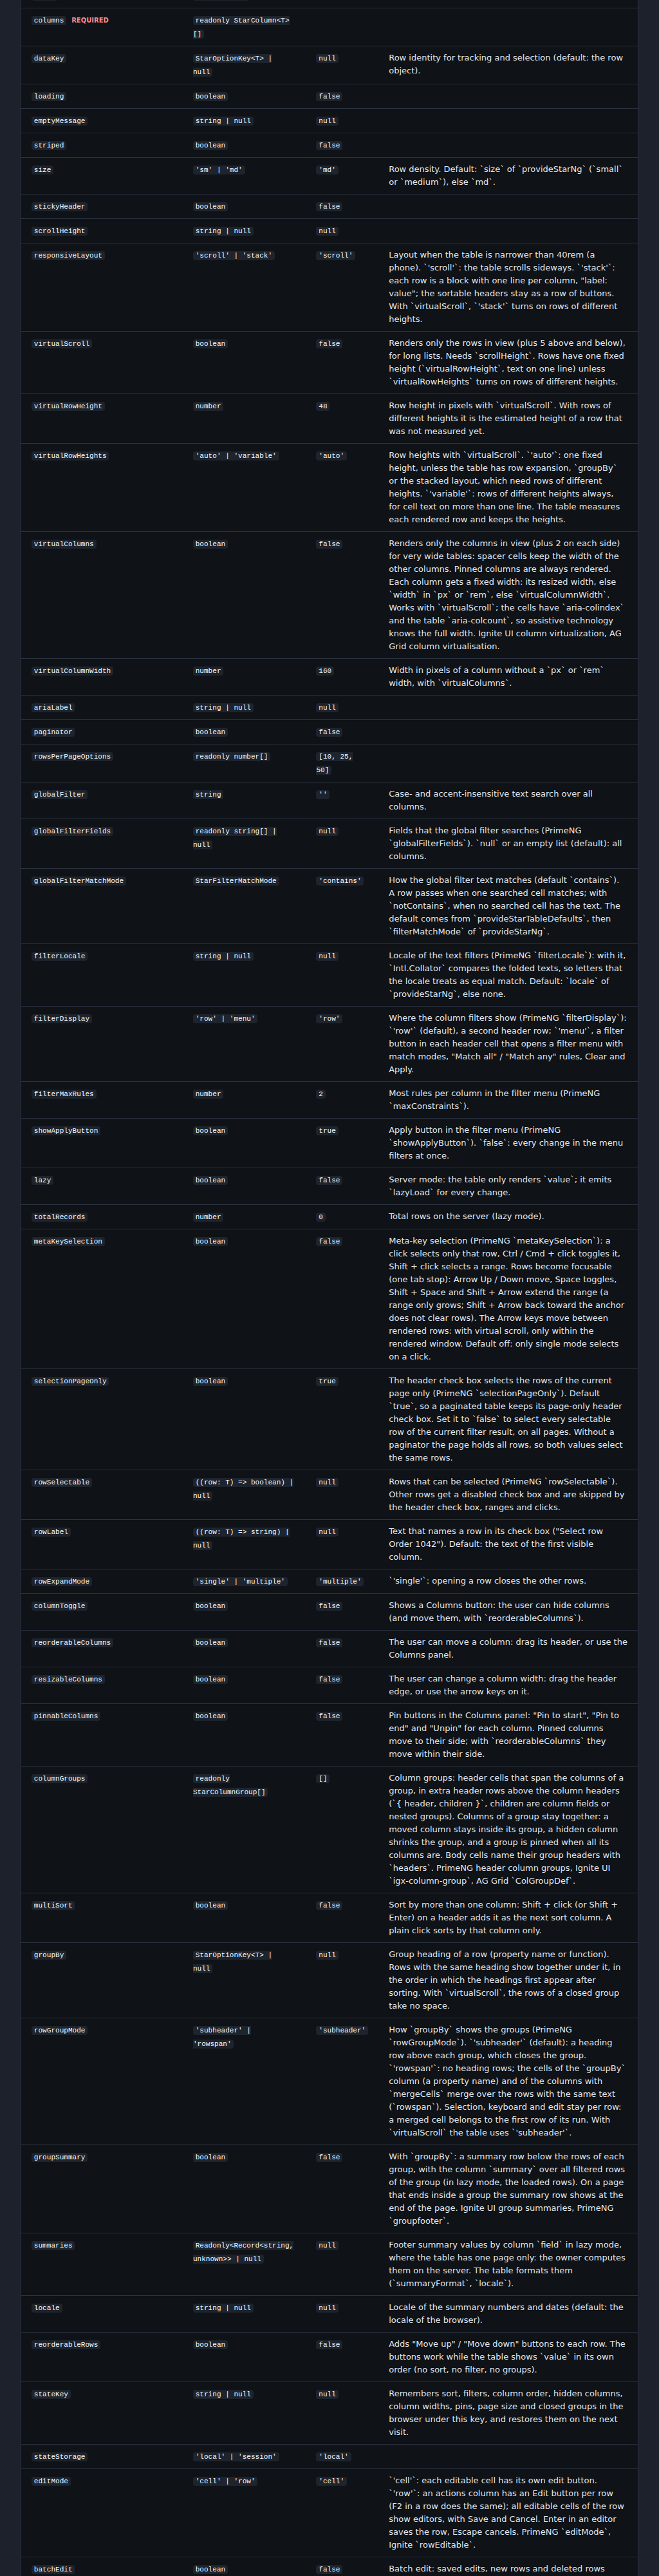 columns REQUIRED readonly StarColumn<T>
[]
dataKey StarOptionKey<T> | null Row identity for tracking and selection (default: the row
null object).
loading boolean false
emptyMessage string | null null
striped boolean false
size 'sm' | 'md' 'md' Row density. Default: `size` of `provideStarNg` (`small`
or `medium`), else `md`.
stickyHeader boolean false
scrollHeight string | null null
responsiveLayout 'scroll' | 'stack' 'scroll' Layout when the table is narrower than 40rem (a
phone). `'scroll'`: the table scrolls sideways. `'stack'`:
each row is a block with one line per column, "label:
value"; the sortable headers stay as a row of buttons.
With `virtualScroll`, `'stack'` turns on rows of different
heights.
virtualScroll boolean false Renders only the rows in view (plus 5 above and below),
for long lists. Needs `scrollHeight`. Rows have one fixed
height (`virtualRowHeight`, text on one line) unless
`virtualRowHeights` turns on rows of different heights.
virtualRowHeight number 48 Row height in pixels with `virtualScroll`. With rows of
different heights it is the estimated height of a row that
was not measured yet.
virtualRowHeights 'auto' | 'variable' 'auto' Row heights with `virtualScroll`. `'auto'`: one fixed
height, unless the table has row expansion, `groupBy`
or the stacked layout, which need rows of different
heights. `'variable'`: rows of different heights always,
for cell text on more than one line. The table measures
each rendered row and keeps the heights.
virtualColumns boolean false Renders only the columns in view (plus 2 on each side)
for very wide tables: spacer cells keep the width of the
other columns. Pinned columns are always rendered.
Each column gets a fixed width: its resized width, else
`width` in `px` or `rem`, else `virtualColumnWidth`.
Works with `virtualScroll`; the cells have `aria-colindex`
and the table `aria-colcount`, so assistive technology
knows the full width. Ignite UI column virtualization, AG
Grid column virtualisation.
virtualColumnWidth number 160 Width in pixels of a column without a `px` or `rem`
width, with `virtualColumns`.
ariaLabel string | null null
paginator boolean false
rowsPerPageOptions readonly number[] [10, 25,
50]
globalFilter string '' Case- and accent-insensitive text search over all
columns.
globalFilterFields readonly string[] | null Fields that the global filter searches (PrimeNG
null `globalFilterFields`). `null` or an empty list (default): all
columns.
globalFilterMatchMode StarFilterMatchMode 'contains' How the global filter text matches (default `contains`).
A row passes when one searched cell matches; with
`notContains`, when no searched cell has the text. The
default comes from `provideStarTableDefaults`, then
`filterMatchMode` of `provideStarNg`.
filterLocale string | null null Locale of the text filters (PrimeNG `filterLocale`): with it,
`Intl.Collator` compares the folded texts, so letters that
the locale treats as equal match. Default: `locale` of
`provideStarNg`, else none.
filterDisplay 'row' | 'menu' 'row' Where the column filters show (PrimeNG `filterDisplay`):
`'row'` (default), a second header row; `'menu'`, a filter
button in each header cell that opens a filter menu with
match modes, "Match all" / "Match any" rules, Clear and
Apply.
filterMaxRules number 2 Most rules per column in the filter menu (PrimeNG
`maxConstraints`).
showApplyButton boolean true Apply button in the filter menu (PrimeNG
`showApplyButton`). `false`: every change in the menu
filters at once.
lazy boolean false Server mode: the table only renders `value`; it emits
`lazyLoad` for every change.
totalRecords number 0 Total rows on the server (lazy mode).
metaKeySelection boolean false Meta-key selection (PrimeNG `metaKeySelection`): a
click selects only that row, Ctrl / Cmd + click toggles it,
Shift + click selects a range. Rows become focusable
(one tab stop): Arrow Up / Down move, Space toggles,
Shift + Space and Shift + Arrow extend the range (a
range only grows; Shift + Arrow back toward the anchor
does not clear rows). The Arrow keys move between
rendered rows: with virtual scroll, only within the
rendered window. Default off: only single mode selects
on a click.
selectionPageOnly boolean true The header check box selects the rows of the current
page only (PrimeNG `selectionPageOnly`). Default
`true`, so a paginated table keeps its page-only header
check box. Set it to `false` to select every selectable
row of the current filter result, on all pages. Without a
paginator the page holds all rows, so both values select
the same rows.
rowSelectable ((row: T) => boolean) | null Rows that can be selected (PrimeNG `rowSelectable`).
null Other rows get a disabled check box and are skipped by
the header check box, ranges and clicks.
rowLabel ((row: T) => string) | null Text that names a row in its check box ("Select row
null Order 1042"). Default: the text of the first visible
column.
rowExpandMode 'single' | 'multiple' 'multiple' `'single'`: opening a row closes the other rows.
columnToggle boolean false Shows a Columns button: the user can hide columns
(and move them, with `reorderableColumns`).
reorderableColumns boolean false The user can move a column: drag its header, or use the
Columns panel.
resizableColumns boolean false The user can change a column width: drag the header
edge, or use the arrow keys on it.
pinnableColumns boolean false Pin buttons in the Columns panel: "Pin to start", "Pin to
end" and "Unpin" for each column. Pinned columns
move to their side; with `reorderableColumns` they
move within their side.
columnGroups readonly [] Column groups: header cells that span the columns of a
StarColumnGroup[] group, in extra header rows above the column headers
(`{ header, children }`, children are column fields or
nested groups). Columns of a group stay together: a
moved column stays inside its group, a hidden column
shrinks the group, and a group is pinned when all its
columns are. Body cells name their group headers with
`headers`. PrimeNG header column groups, Ignite UI
`igx-column-group`, AG Grid `ColGroupDef`.
multiSort boolean false Sort by more than one column: Shift + click (or Shift +
Enter) on a header adds it as the next sort column. A
plain click sorts by that column only.
groupBy StarOptionKey<T> | null Group heading of a row (property name or function).
null Rows with the same heading show together under it, in
the order in which the headings first appear after
sorting. With `virtualScroll`, the rows of a closed group
take no space.
rowGroupMode 'subheader' | 'subheader' How `groupBy` shows the groups (PrimeNG
'rowspan' `rowGroupMode`). `'subheader'` (default): a heading
row above each group, which closes the group.
`'rowspan'`: no heading rows; the cells of the `groupBy`
column (a property name) and of the columns with
`mergeCells` merge over the rows with the same text
(`rowspan`). Selection, keyboard and edit stay per row:
a merged cell belongs to the first row of its run. With
`virtualScroll` the table uses `'subheader'`.
groupSummary boolean false With `groupBy`: a summary row below the rows of each
group, with the column `summary` over all filtered rows
of the group (in lazy mode, the loaded rows). On a page
that ends inside a group the summary row shows at the
end of the page. Ignite UI group summaries, PrimeNG
`groupfooter`.
summaries Readonly<Record<string, null Footer summary values by column `field` in lazy mode,
unknown>> | null where the table has one page only: the owner computes
them on the server. The table formats them
(`summaryFormat`, `locale`).
locale string | null null Locale of the summary numbers and dates (default: the
locale of the browser).
reorderableRows boolean false Adds "Move up" / "Move down" buttons to each row. The
buttons work while the table shows `value` in its own
order (no sort, no filter, no groups).
stateKey string | null null Remembers sort, filters, column order, hidden columns,
column widths, pins, page size and closed groups in the
browser under this key, and restores them on the next
visit.
stateStorage 'local' | 'session' 'local'
editMode 'cell' | 'row' 'cell' `'cell'`: each editable cell has its own edit button.
`'row'`: an actions column has an Edit button per row
(F2 in a row does the same); all editable cells of the row
show editors, with Save and Cancel. Enter in an editor
saves the row, Escape cancels. PrimeNG `editMode`,
Ignite `rowEditable`.
batchEdit boolean false Batch edit: saved edits, new rows and deleted rows